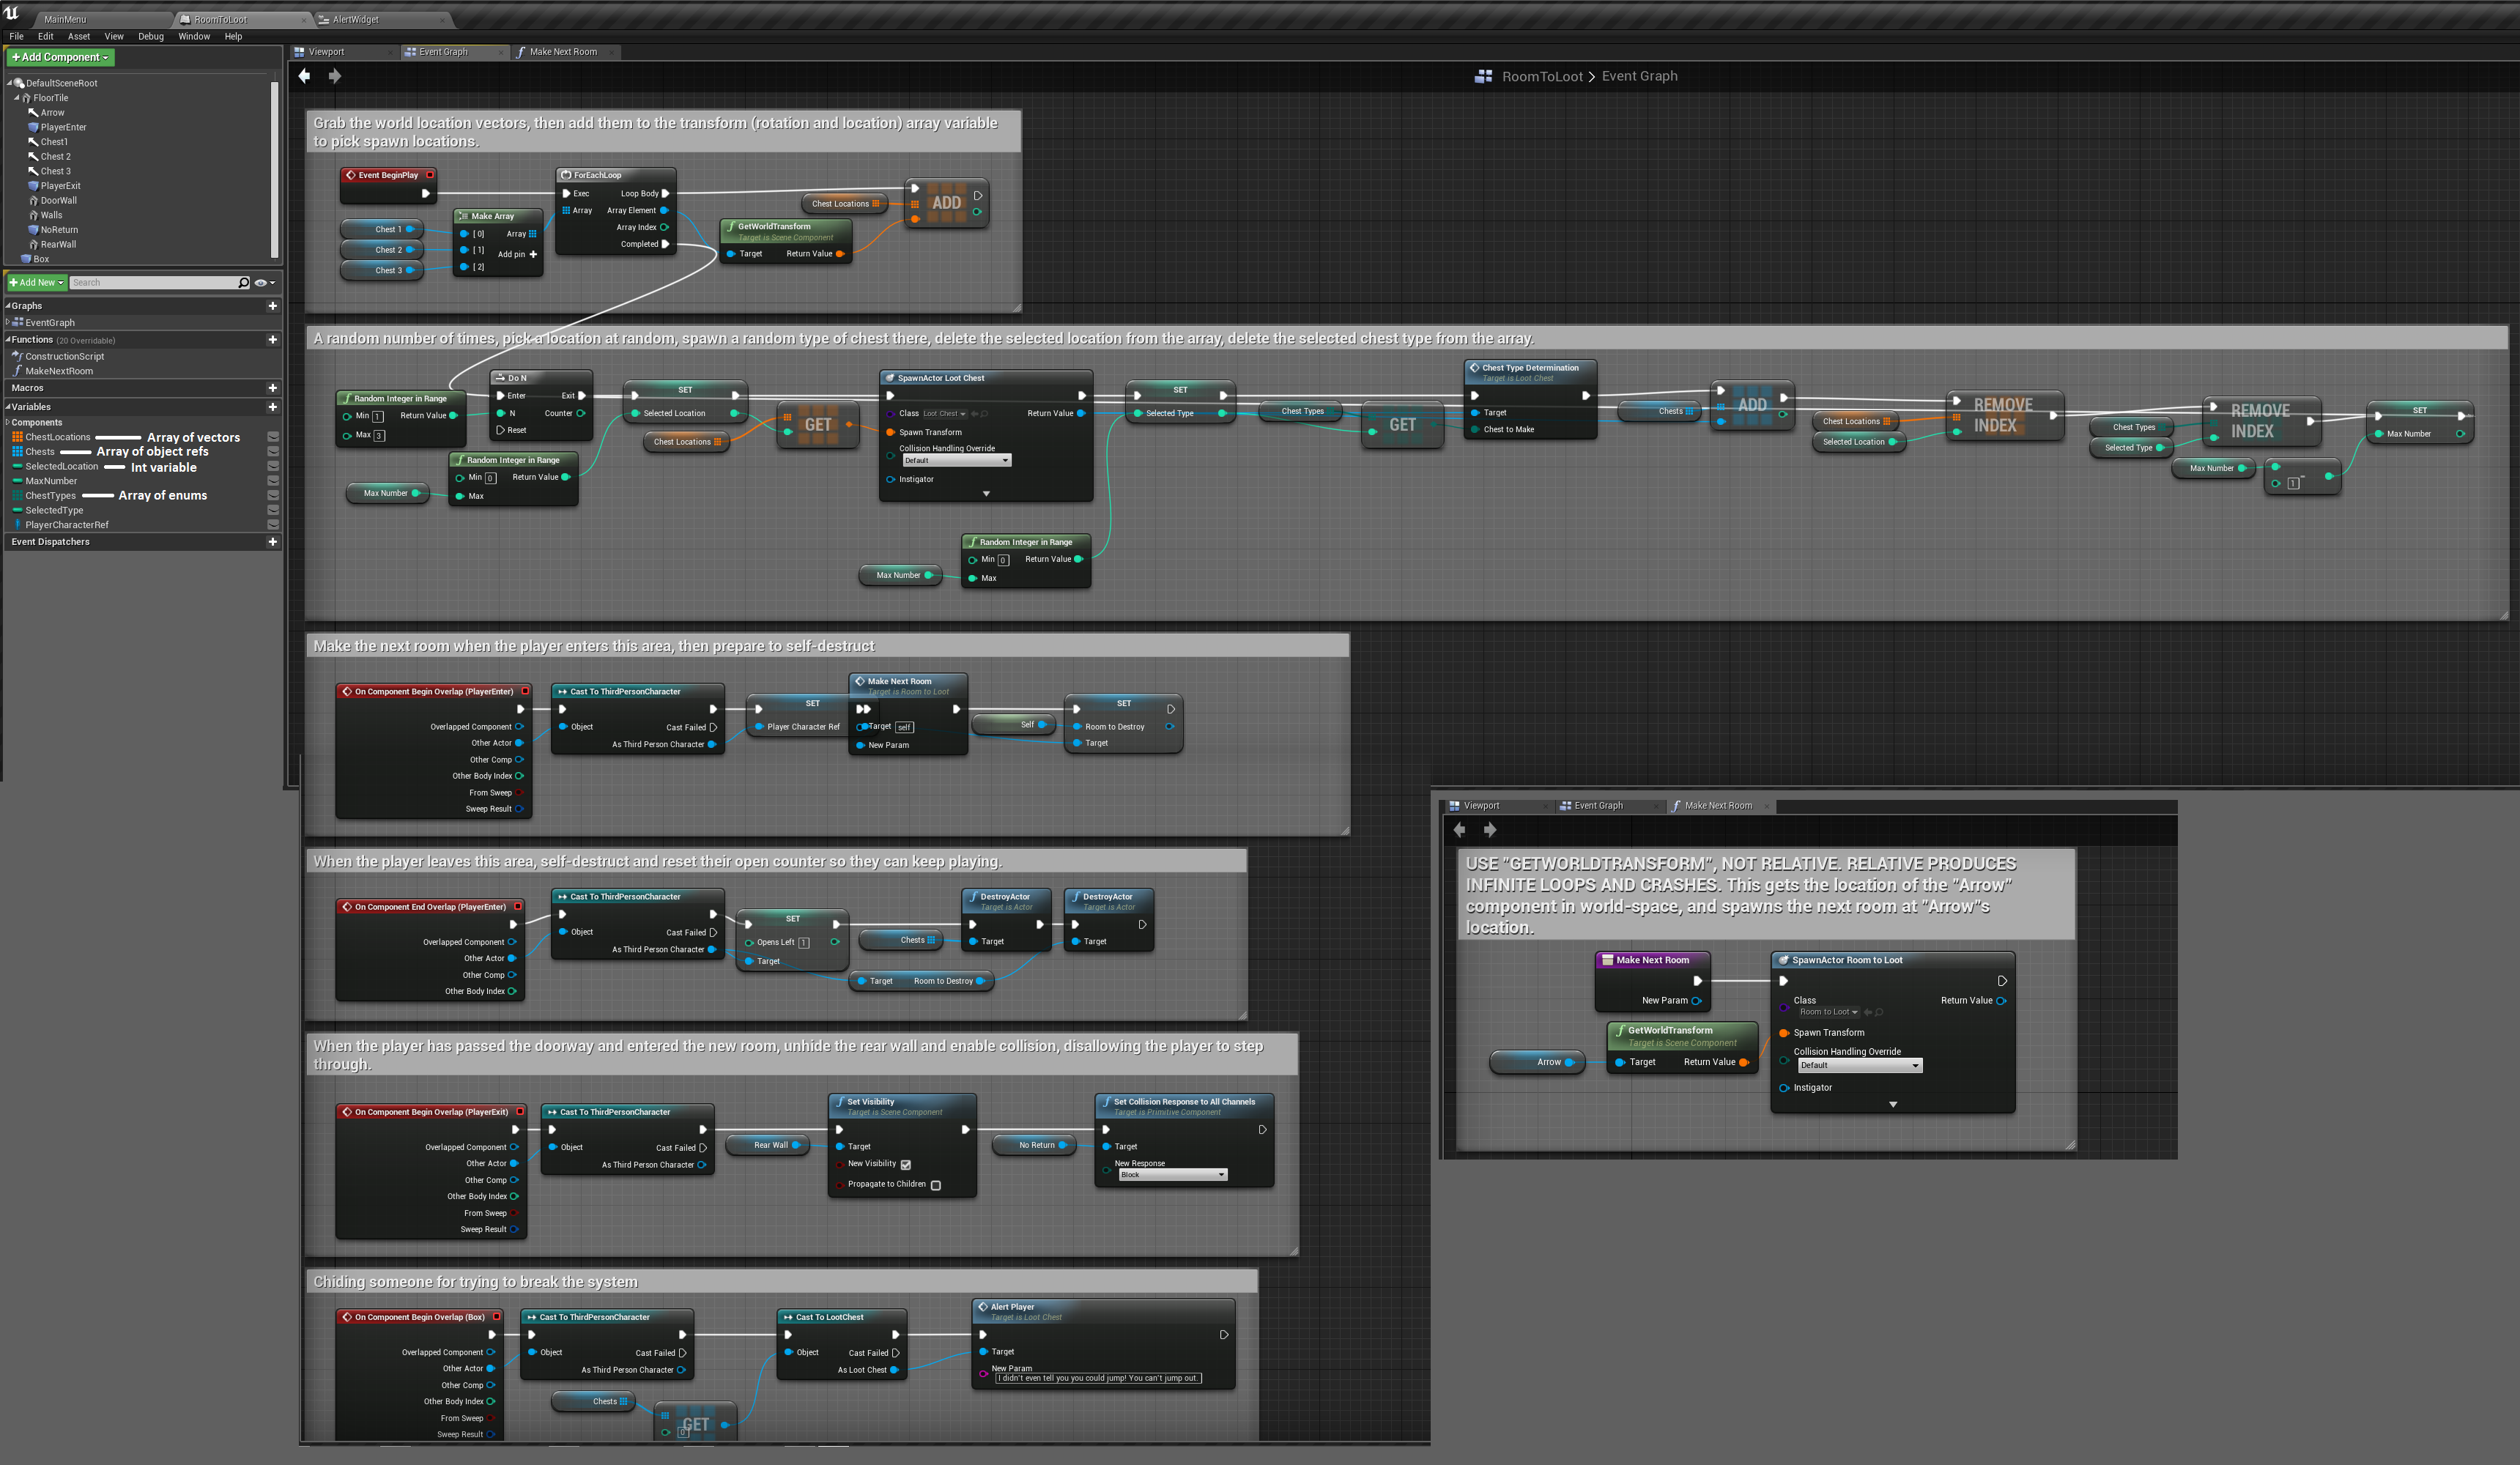 MainMenu
RoomToLoot
AlertWidget
File Edit Asset View Debug Window Help
+ Add Component
DefaultSceneRoot
FloorTile
Arrow
PlayerEnter
Chest1
Chest 2
Chest 3
PlayerExit
DoorWall
Walls
NoReturn
RearWall
Box
+ Add New
Search
Graphs
EventGraph
Functions (20 Overridable)
ConstructionScript
MakeNextRoom
Macros
Variables
Components
ChestLocations Array of vectors
Chests Array of object refs
SelectedLocation Int variable
MaxNumber
ChestTypes Array of enums
SelectedType
PlayerCharacterRef
Event Dispatchers
Viewport
Event Graph
Make Next Room
RoomToLoot > Event Graph
Grab the world location vectors, then add them to the transform (rotation and location) array variable
to pick spawn locations.
Event BeginPlay
Chest 1
Chest 2
Chest 3
Make Array
[0] Array
[1] Add pin +
[2]
ForEachLoop
Exec Loop Body
Array Array Element
Array Index
Completed
GetWorldTransform
Target is Scene Component
Target Return Value
Chest Locations
ADD
A random number of times, pick a location at random, spawn a random type of chest there, delete the selected location from the array, delete the selected chest type from the array.
Random Integer in Range
Min 1 Return Value
Max 3
Do N
Enter Exit
N Counter
Reset
Random Integer in Range
Min 0 Return Value
Max
Max Number
SET
Selected Location
Chest Locations
GET
SpawnActor Loot Chest
Class Loot Chest Return Value
Spawn Transform
Collision Handling Override
Default
Instigator
Max Number
Random Integer in Range
Min 0 Return Value
Max
SET
Selected Type
Chest Types
GET
Chest Type Determination
Target is Loot Chest
Target
Chest to Make
Chests
ADD
Chest Locations
Selected Location
REMOVE
INDEX
Chest Types
Selected Type
REMOVE
INDEX
Max Number
1
-
SET
Max Number
Make the next room when the player enters this area, then prepare to self-destruct
On Component Begin Overlap (PlayerEnter)
Overlapped Component
Other Actor
Other Comp
Other Body Index
From Sweep
Sweep Result
Cast To ThirdPersonCharacter
Object Cast Failed
As Third Person Character
SET
Player Character Ref
Make Next Room
Target is Room to Loot
Target self
New Param
Self
SET
Room to Destroy
Target
When the player leaves this area, self-destruct and reset their open counter so they can keep playing.
On Component End Overlap (PlayerEnter)
Overlapped Component
Other Actor
Other Comp
Other Body Index
Cast To ThirdPersonCharacter
Object Cast Failed
As Third Person Character
SET
Opens Left 1
Target
Chests
Target Room to Destroy
DestroyActor
Target is Actor
Target
DestroyActor
Target is Actor
Target
When the player has passed the doorway and entered the new room, unhide the rear wall and enable collision, disallowing the player to step
through.
On Component Begin Overlap (PlayerExit)
Overlapped Component
Other Actor
Other Comp
Other Body Index
From Sweep
Sweep Result
Cast To ThirdPersonCharacter
Object Cast Failed
As Third Person Character
Rear Wall
Set Visibility
Target is Scene Component
Target
New Visibility
Propagate to Children
No Return
Set Collision Response to All Channels
Target is Primitive Component
Target
New Response
Block
Chiding someone for trying to break the system
On Component Begin Overlap (Box)
Overlapped Component
Other Actor
Other Comp
Other Body Index
From Sweep
Sweep Result
Cast To ThirdPersonCharacter
Object Cast Failed
As Third Person Character
Chests
GET
0
Cast To LootChest
Object Cast Failed
As Loot Chest
Alert Player
Target is Loot Chest
Target
New Param
I didn't even tell you you could jump! You can't jump out.
Viewport
Event Graph
Make Next Room
USE "GETWORLDTRANSFORM", NOT RELATIVE. RELATIVE PRODUCES
INFINITE LOOPS AND CRASHES. This gets the location of the "Arrow"
component in world-space, and spawns the next room at "Arrow"s
location.
Make Next Room
New Param
Arrow
GetWorldTransform
Target is Scene Component
Target Return Value
SpawnActor Room to Loot
Class
Room to Loot
Return Value
Spawn Transform
Collision Handling Override
Default
Instigator